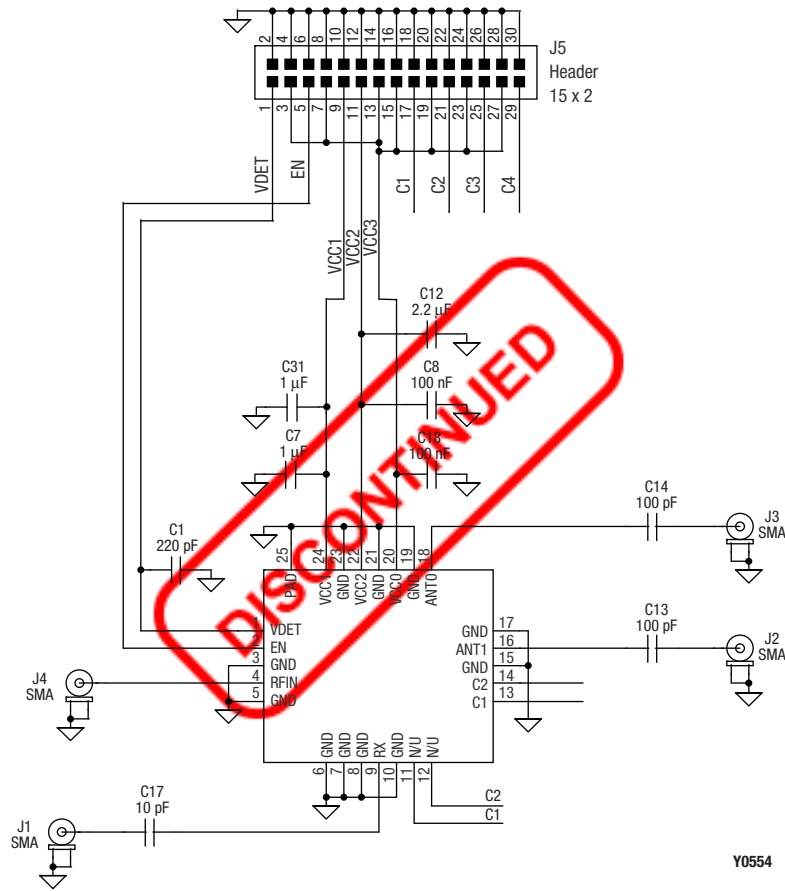 2 4 6 8 10 12 14 16 18 20 22 24 26 28 30
J5
Header
15 x 2
1 3 5 7 9 11 13 15 17 19 21 23 25 27 29
VDET
EN
VCC1
VCC2
VCC3
C1
C2
C3
C4
C12
2.2 μF
C31
1 μF
C8
100 nF
C7
1 μF
C18
100 nF
C1
220 pF
C14
100 pF
J3
SMA
25 24 23 22 21 20 19 18
PAD VCC1 GND VCC2 GND VCC0 GND ANT0
DISCONTINUED
1 VDET
2 EN
3 GND
4 RFIN
5 GND
GND 17
ANT1 16
GND 15
C2 14
C1 13
C13
100 pF
J2
SMA
J4
SMA
GND GND GND RX GND N/U N/U
6 7 8 9 10 11 12
C2
C1
C17
10 pF
J1
SMA
Y0554